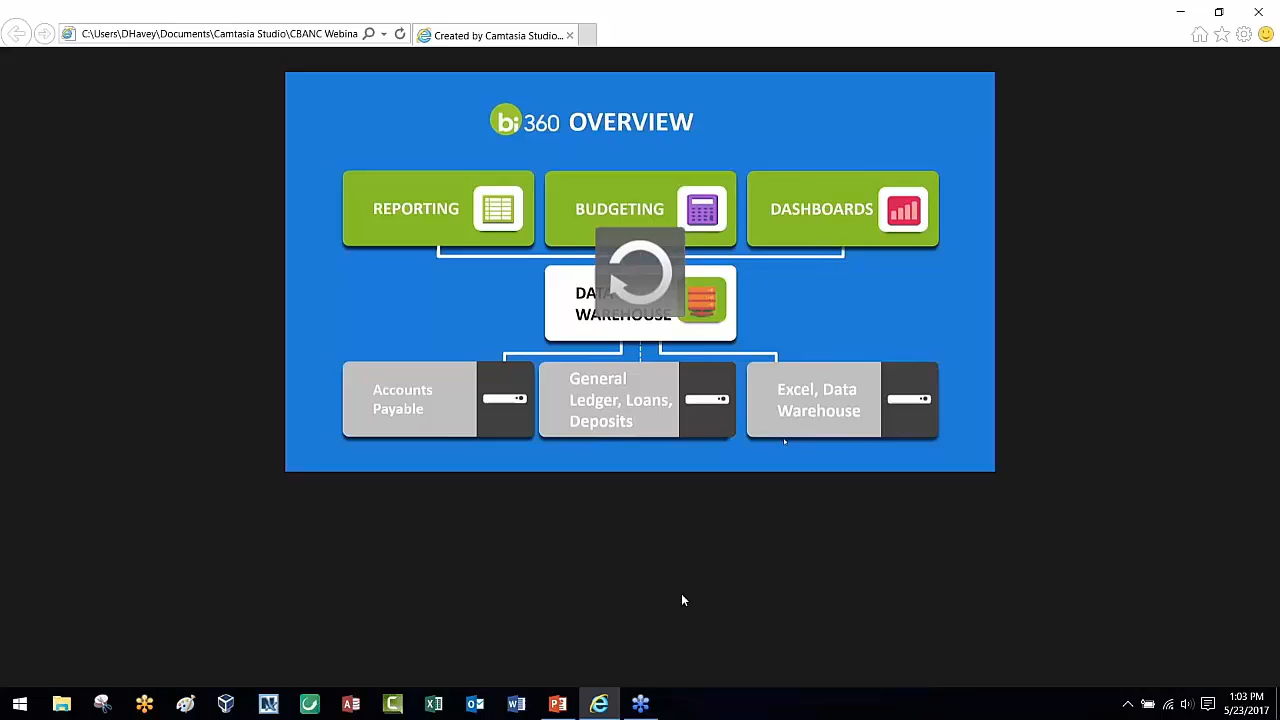 C:\Users\DHavey\Documents\Camtasia Studio\CBANC Webina
Created by Camtasia Studio...
bi360 OVERVIEW
REPORTING
BUDGETING
DASHBOARDS
DATA
WAREHOUSE
Accounts
Payable
General
Ledger, Loans,
Deposits
Excel, Data
Warehouse
1:03 PM
5/23/2017